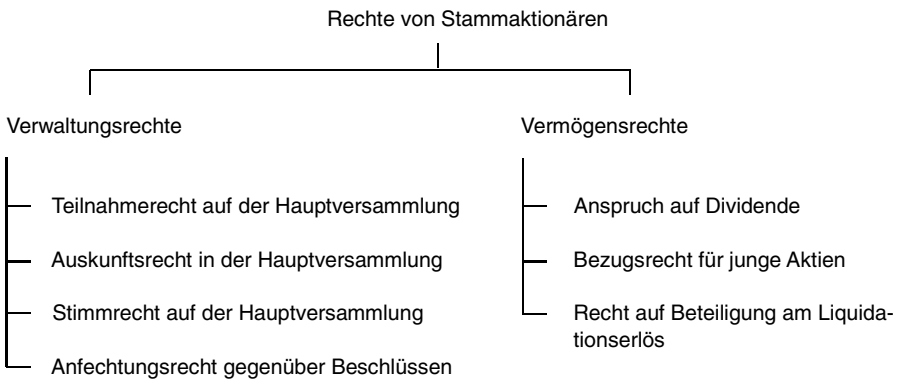 Rechte von Stammaktionären
Verwaltungsrechte
Teilnahmerecht auf der Hauptversammlung
Auskunftsrecht in der Hauptversammlung
Stimmrecht auf der Hauptversammlung
Anfechtungsrecht gegenüber Beschlüssen
Vermögensrechte
Anspruch auf Dividende
Bezugsrecht für junge Aktien
Recht auf Beteiligung am Liquida-
tionserlös